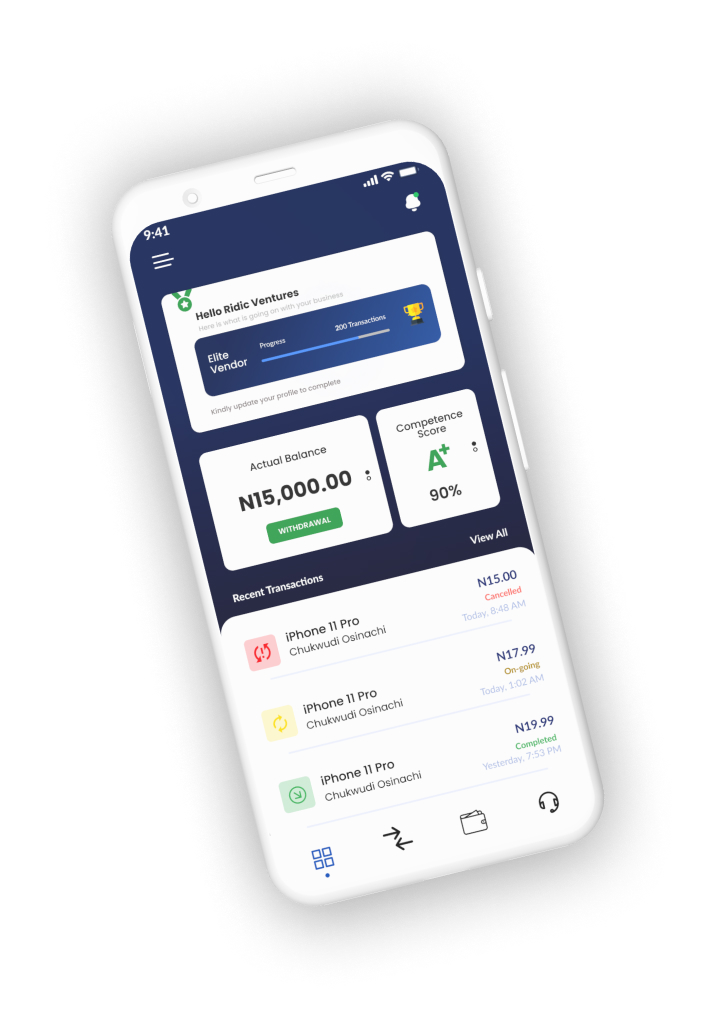 9:41
Hello Ridic Ventures
Here is what is going on with your business
Elite
Vendor
Progress
200 Transactions
Kindly update your profile to complete
Actual Balance
N15,000.00
WITHDRAWAL
Competence
Score
A+
90%
Recent Transactions
View All
iPhone 11 Pro
Chukwudi Osinachi
N15.00
Cancelled
Today, 8:48 AM
iPhone 11 Pro
Chukwudi Osinachi
N17.99
On-going
Today, 1:02 AM
iPhone 11 Pro
Chukwudi Osinachi
N19.99
Completed
Yesterday, 7:53 PM